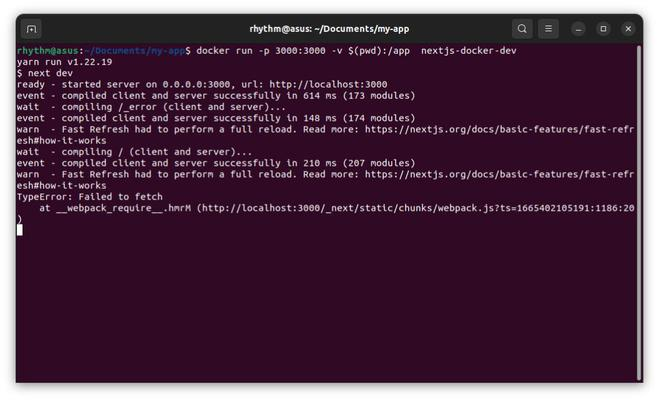 rhythm@asus: ~/Documents/my-app
rhythm@asus:~/Documents/my-app$ docker run -p 3000:3000 -v $(pwd):/app  nextjs-docker-dev
yarn run v1.22.19
$ next dev
ready - started server on 0.0.0.0:3000, url: http://localhost:3000
event - compiled client and server successfully in 614 ms (173 modules)
wait  - compiling /_error (client and server)...
event - compiled client and server successfully in 148 ms (174 modules)
warn  - Fast Refresh had to perform a full reload. Read more: https://nextjs.org/docs/basic-features/fast-refr
esh#how-it-works
wait  - compiling / (client and server)...
event - compiled client and server successfully in 210 ms (207 modules)
warn  - Fast Refresh had to perform a full reload. Read more: https://nextjs.org/docs/basic-features/fast-refr
esh#how-it-works
TypeError: Failed to fetch
    at __webpack_require__.hmrM (http://localhost:3000/_next/static/chunks/webpack.js?ts=1665402105191:1186:20
)